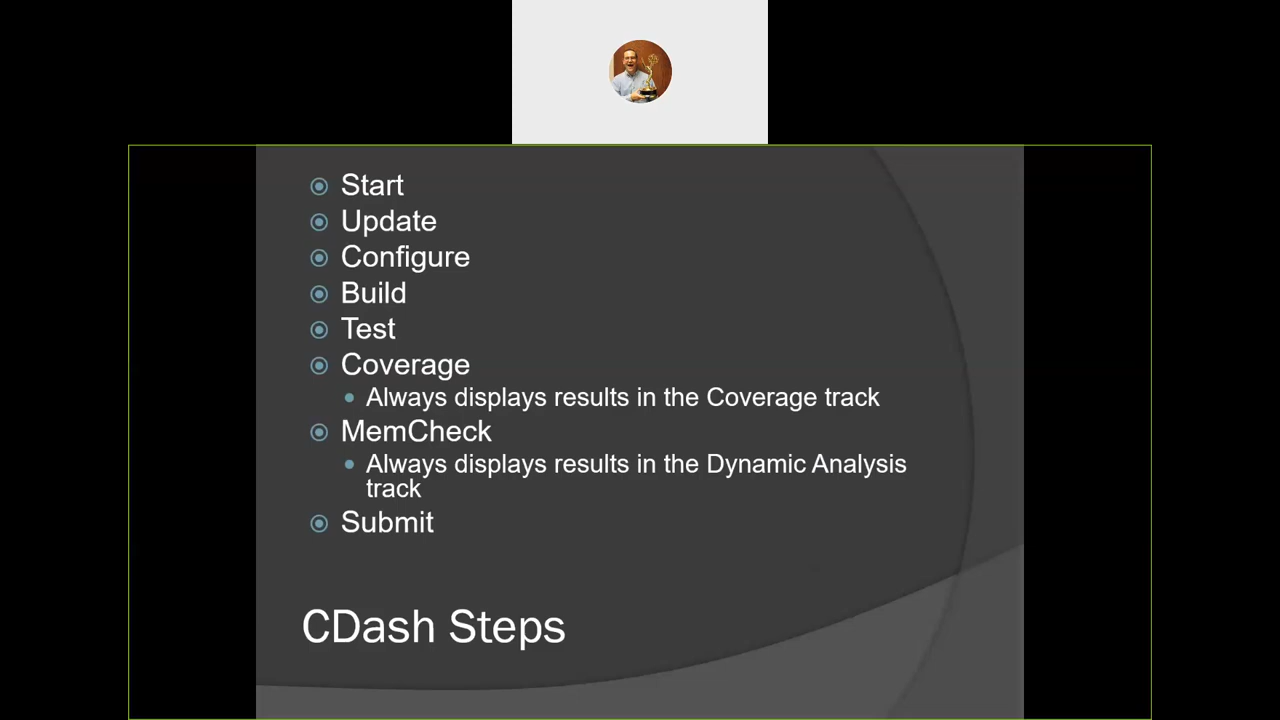 Start
Update
Configure
Build
Test
Coverage
Always displays results in the Coverage track
MemCheck
Always displays results in the Dynamic Analysis
track
Submit
CDash Steps